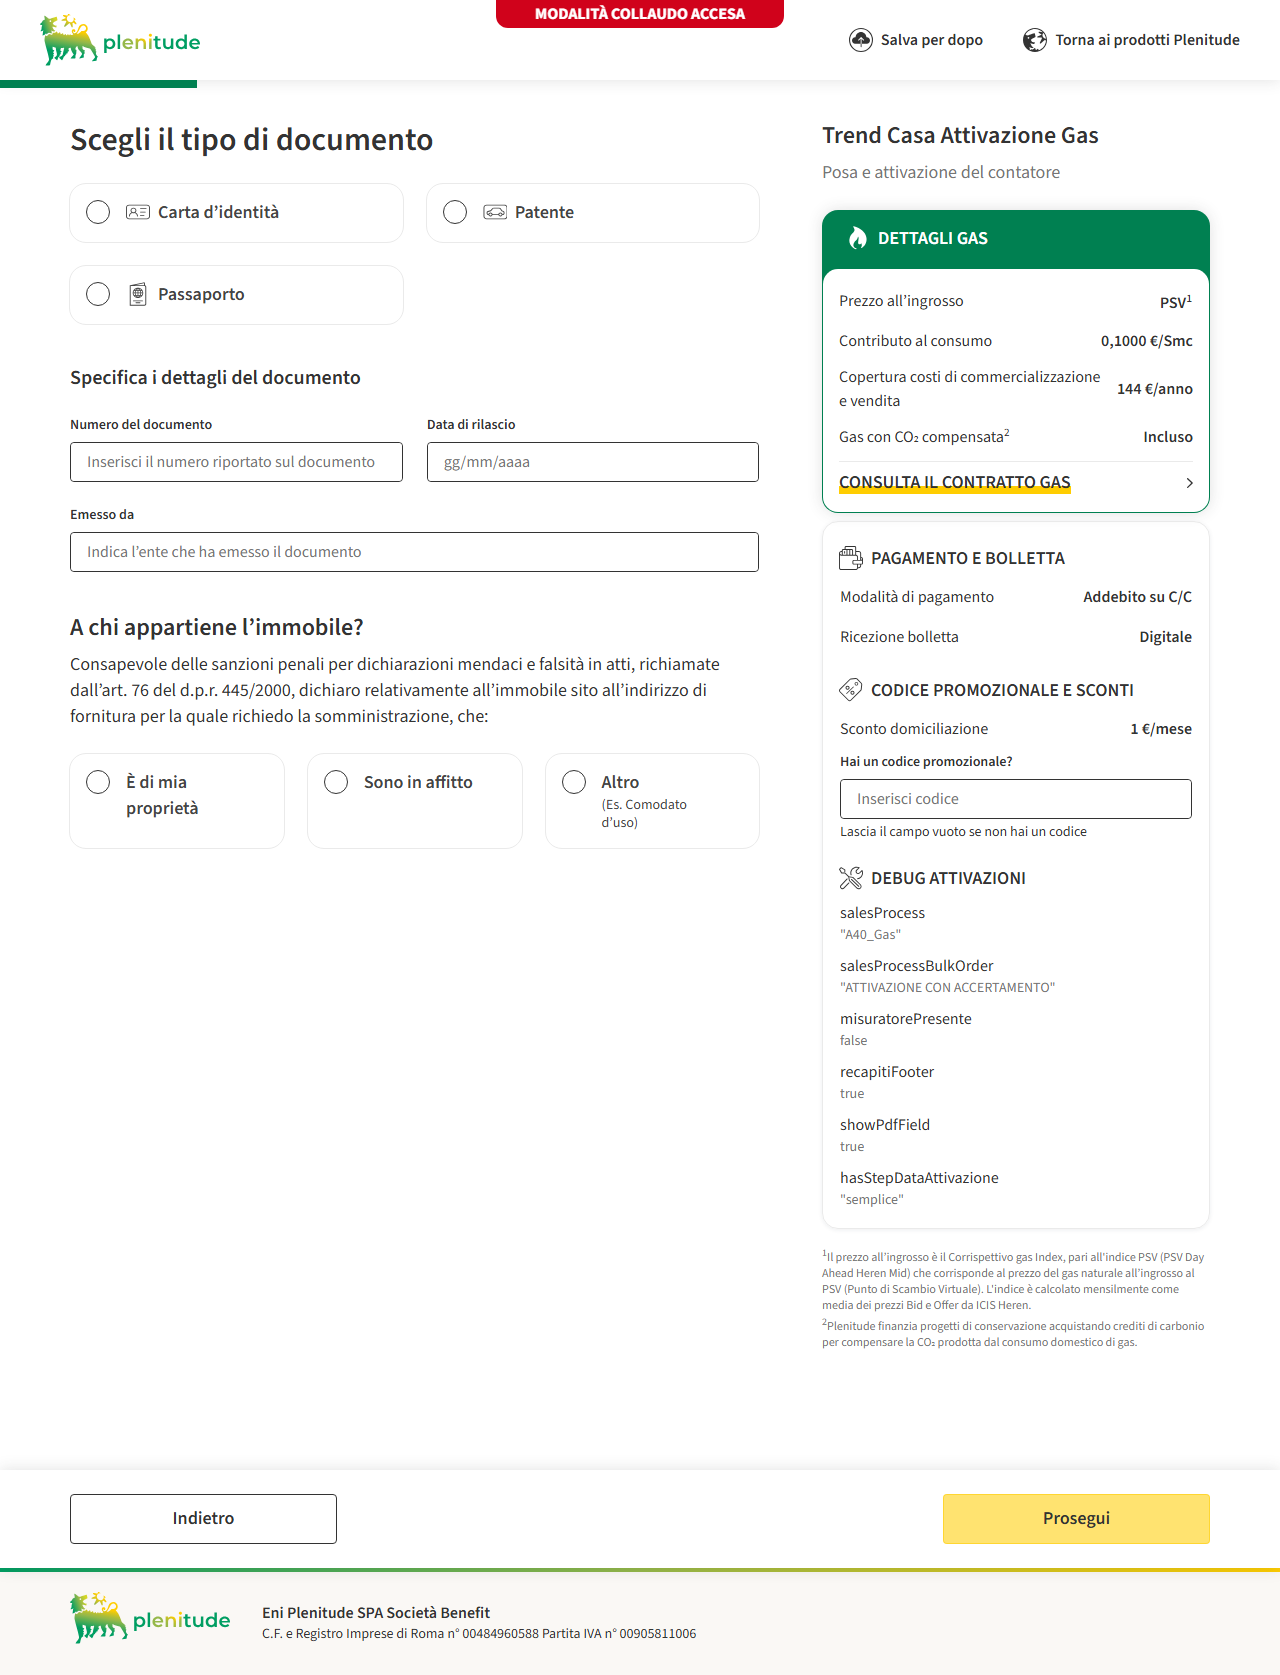 plenitude
MODALITÀ COLLAUDO ACCESA
Salva per dopo
Torna ai prodotti Plenitude
Scegli il tipo di documento
Carta d’identità
Patente
Passaporto
Specifica i dettagli del documento
Numero del documento
Data di rilascio
Inserisci il numero riportato sul documento
gg/mm/aaaa
Emesso da
Indica l’ente che ha emesso il documento
A chi appartiene l’immobile?
Consapevole delle sanzioni penali per dichiarazioni mendaci e falsità in atti, richiamate
dall’art. 76 del d.p.r. 445/2000, dichiaro relativamente all’immobile sito all’indirizzo di
fornitura per la quale richiedo la somministrazione, che:
È di mia
proprietà
Sono in affitto
Altro
(Es. Comodato
d’uso)
Trend Casa Attivazione Gas
Posa e attivazione del contatore
DETTAGLI GAS
Prezzo all’ingrosso
PSV¹
Contributo al consumo
0,1000 €/Smc
Copertura costi di commercializzazione
e vendita
144 €/anno
Gas con CO₂ compensata²
Incluso
CONSULTA IL CONTRATTO GAS
PAGAMENTO E BOLLETTA
Modalità di pagamento
Addebito su C/C
Ricezione bolletta
Digitale
CODICE PROMOZIONALE E SCONTI
Sconto domiciliazione
1 €/mese
Hai un codice promozionale?
Inserisci codice
Lascia il campo vuoto se non hai un codice
DEBUG ATTIVAZIONI
salesProcess
"A40_Gas"
salesProcessBulkOrder
"ATTIVAZIONE CON ACCERTAMENTO"
misuratorePresente
false
recapitiFooter
true
showPdfField
true
hasStepDataAttivazione
"semplice"
¹Il prezzo all’ingrosso è il Corrispettivo gas Index, pari all'indice PSV (PSV Day
Ahead Heren Mid) che corrisponde al prezzo del gas naturale all’ingrosso al
PSV (Punto di Scambio Virtuale). L'indice è calcolato mensilmente come
media dei prezzi Bid e Offer da ICIS Heren.
²Plenitude finanzia progetti di conservazione acquistando crediti di carbonio
per compensare la CO₂ prodotta dal consumo domestico di gas.
Indietro
Prosegui
plenitude
Eni Plenitude SPA Società Benefit
C.F. e Registro Imprese di Roma n° 00484960588 Partita IVA n° 00905811006